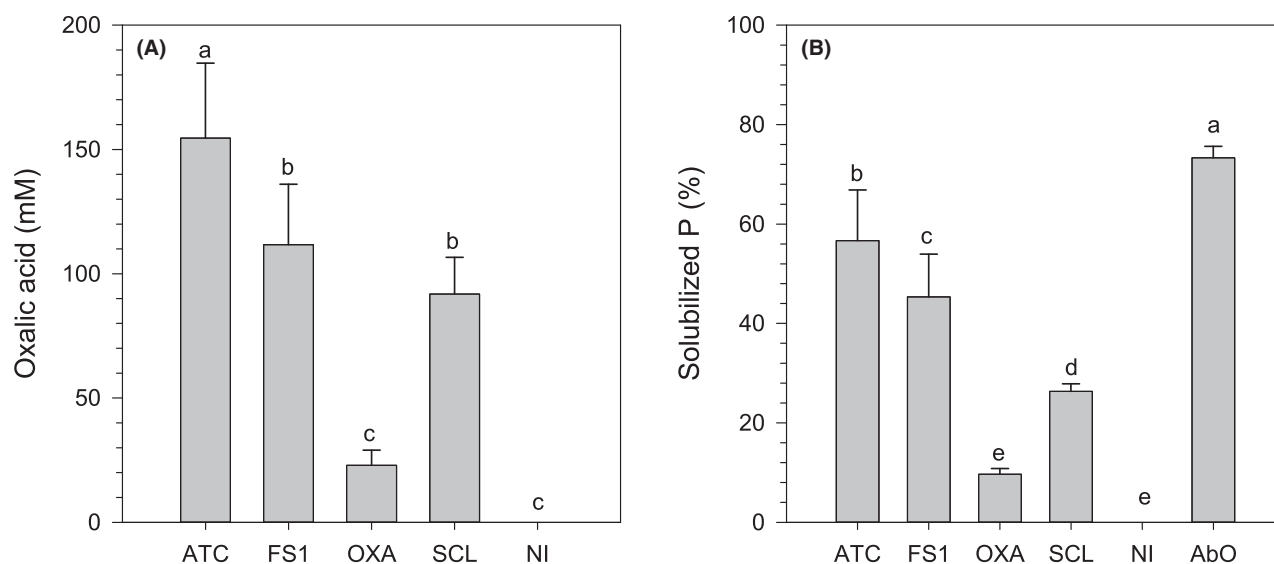 (A)
Oxalic acid (mM)
200
150
100
50
0
a
b
c
b
c
ATC FS1 OXA SCL NI
(B)
Solubilized P (%)
100
80
60
40
20
0
b
c
e
d
e
a
ATC FS1 OXA SCL NI AbO